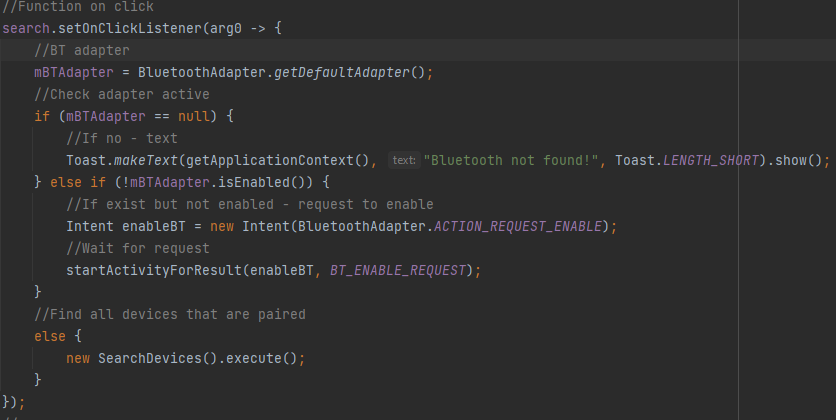 //Function on click
search.setOnClickListener(arg0 -> {
    //BT adapter
    mBTAdapter = BluetoothAdapter.getDefaultAdapter();
    //Check adapter active
    if (mBTAdapter == null) {
        //If no - text
        Toast.makeText(getApplicationContext(), text: "Bluetooth not found!", Toast.LENGTH_SHORT).show();
    } else if (!mBTAdapter.isEnabled()) {
        //If exist but not enabled - request to enable
        Intent enableBT = new Intent(BluetoothAdapter.ACTION_REQUEST_ENABLE);
        //Wait for request
        startActivityForResult(enableBT, BT_ENABLE_REQUEST);
    }
    //Find all devices that are paired
    else {
        new SearchDevices().execute();
    }
});